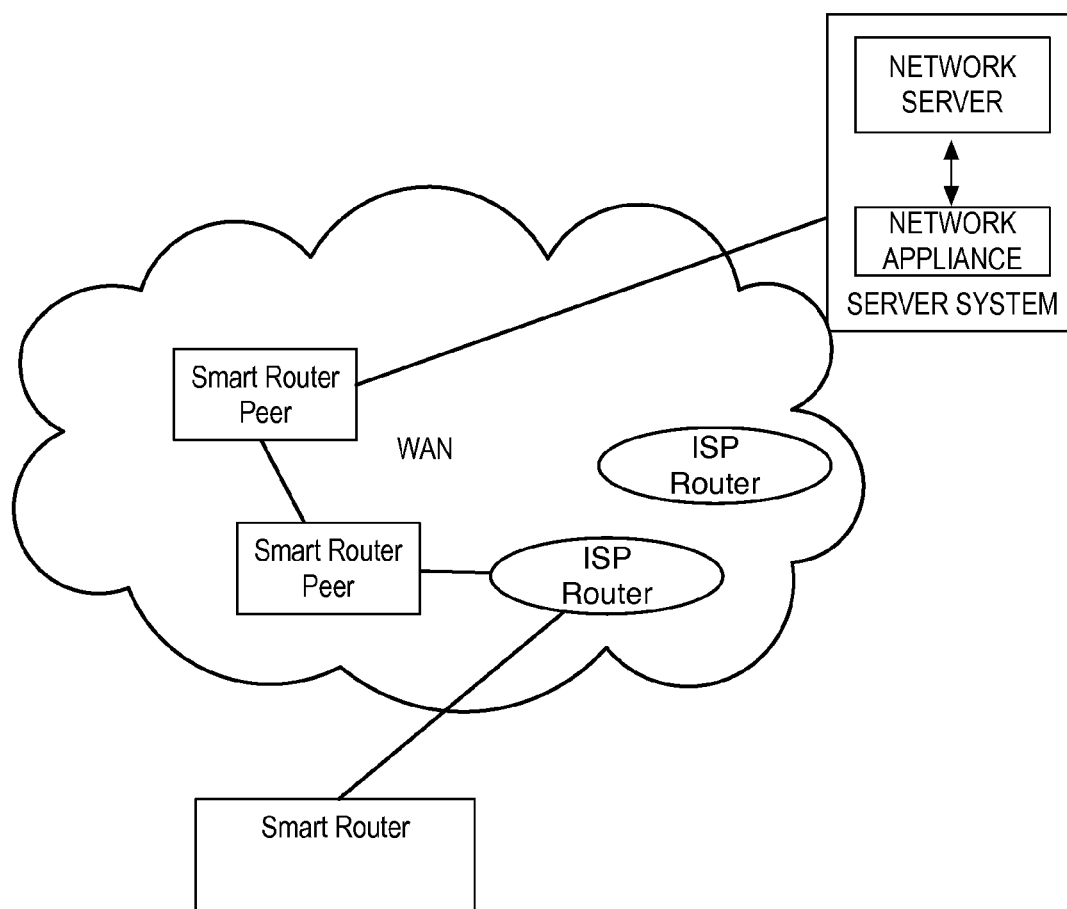 NETWORK
SERVER
NETWORK
APPLIANCE
SERVER SYSTEM
Smart Router
Peer
WAN
ISP
Router
Smart Router
Peer
ISP
Router
Smart Router